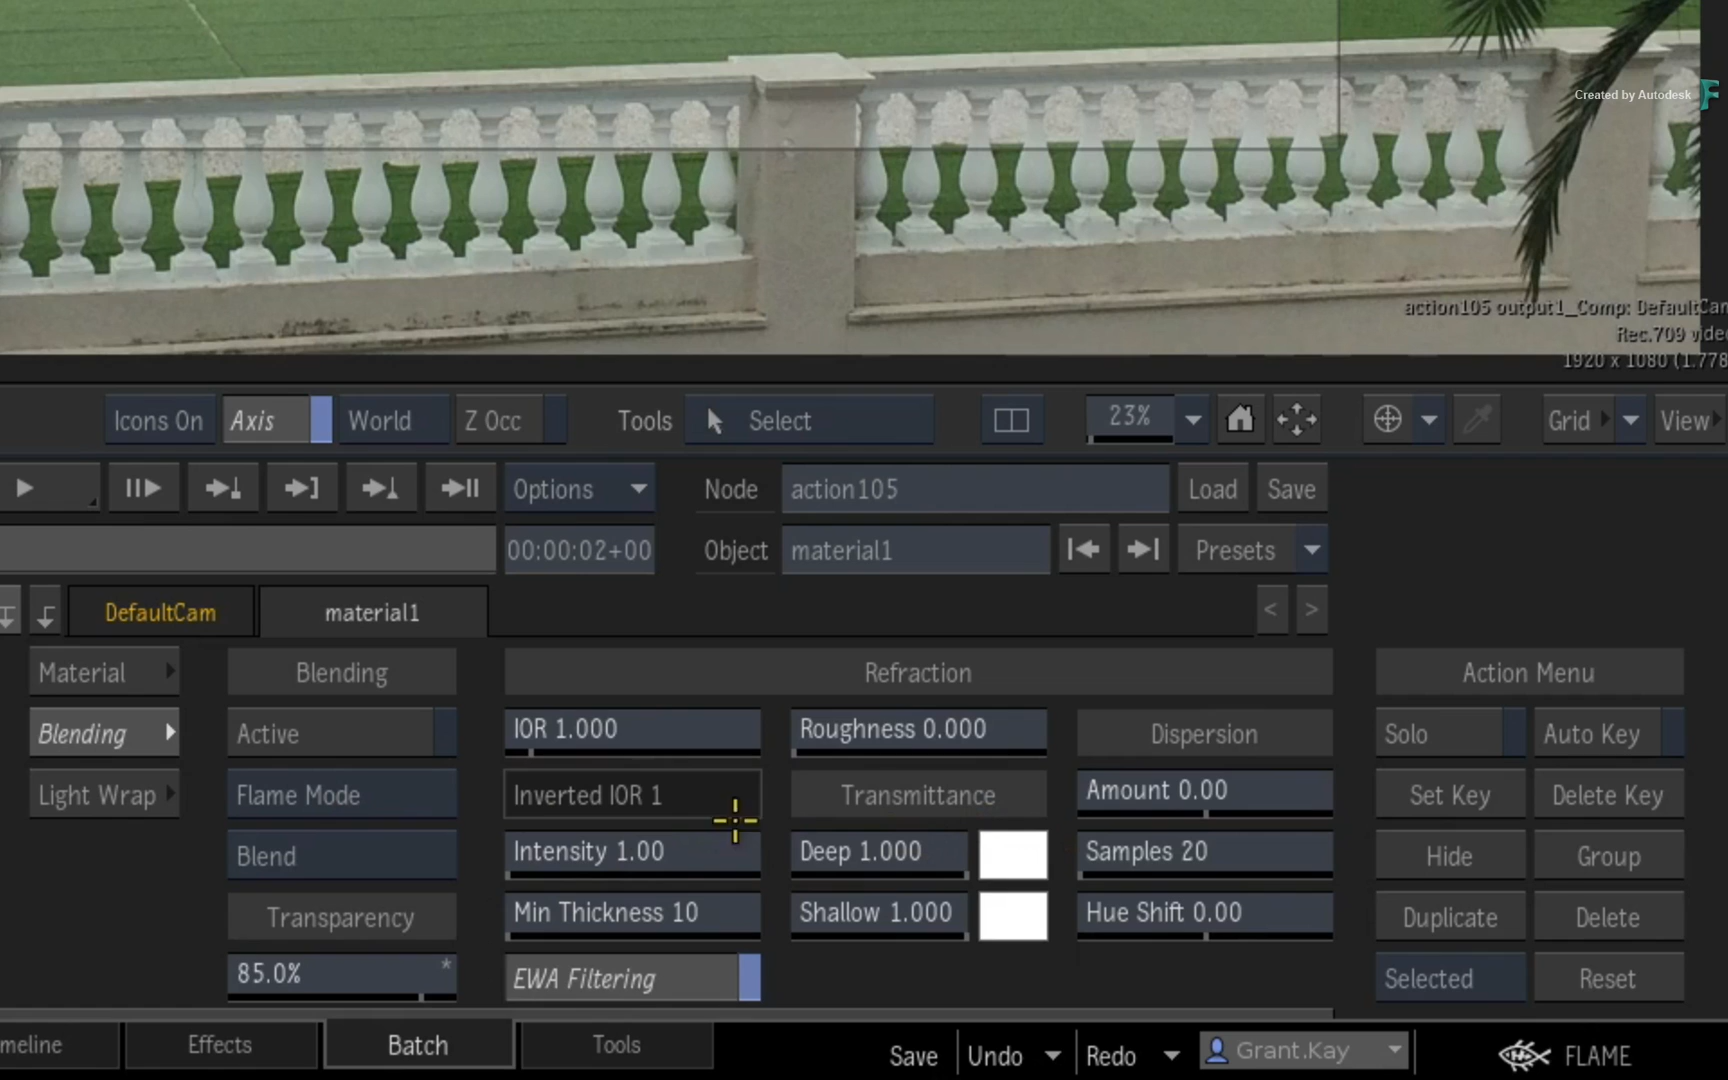 Created by Autodesk
action105 output1_Comp: DefaultCam
Rec.709 video
1920 x 1080 (1.778
Icons On Axis World Z Occ Tools Select 23% Grid View
Options Node action105 Load Save
00:00:02+00 Object material1 Presets
DefaultCam material1 < >
Material Blending Refraction Action Menu
Blending Active IOR 1.000 Roughness 0.000 Dispersion Solo Auto Key
Light Wrap Flame Mode Inverted IOR 1 Transmittance Amount 0.00 Set Key Delete Key
Blend Intensity 1.00 Deep 1.000 Samples 20 Hide Group
Transparency Min Thickness 10 Shallow 1.000 Hue Shift 0.00 Duplicate Delete
85.0% * EWA Filtering Selected Reset
meline Effects Batch Tools Save Undo Redo Grant.Kay FLAME